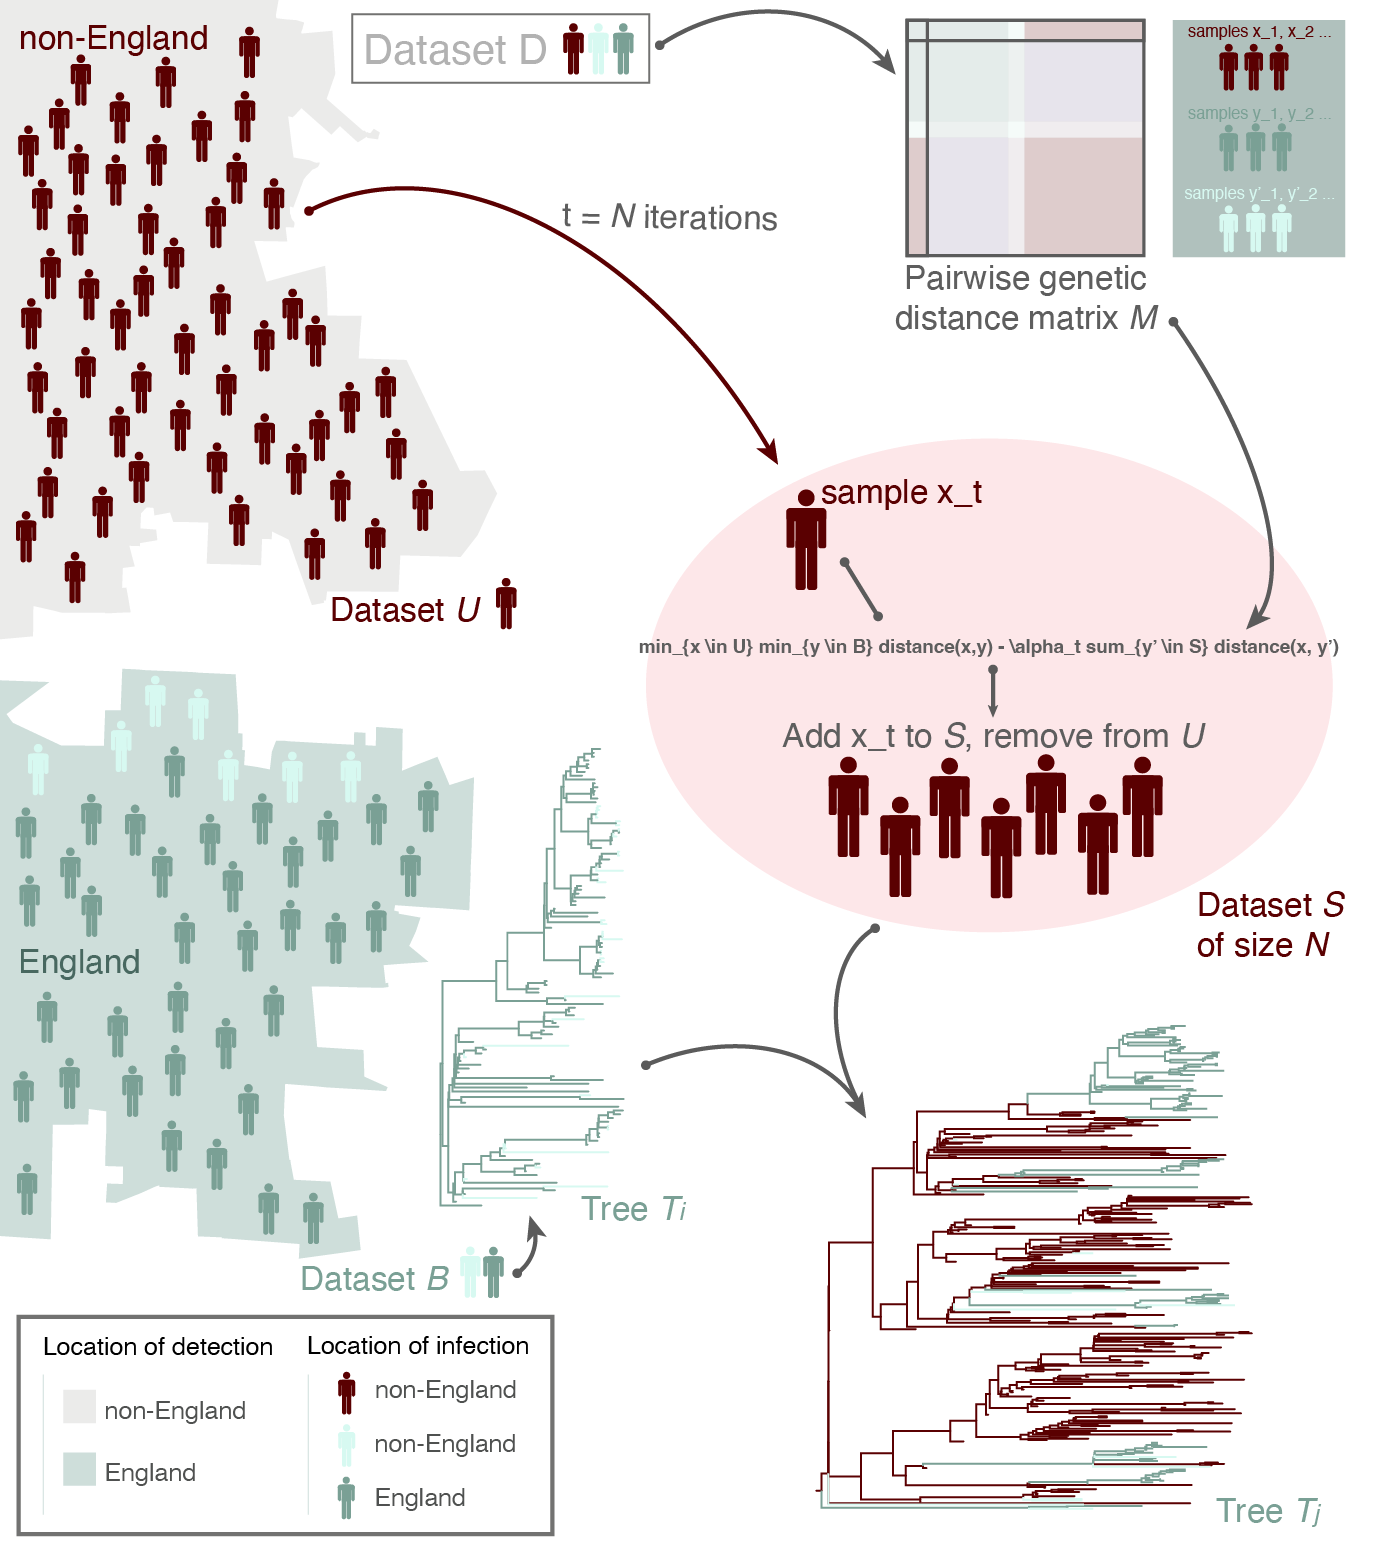 non-England
Dataset D
samples x_1, x_2 ...
samples y_1, y_2 ...
samples y'_1, y'_2 ...
t = N iterations
Pairwise genetic
distance matrix M
sample x_t
Dataset U
min_{x \in U} min_{y \in B} distance(x,y) - \alpha_t sum_{y’ \in S} distance(x, y’)
Add x_t to S, remove from U
Dataset S
of size N
England
Tree Ti
Dataset B
Location of detection
non-England
England
Location of infection
non-England
non-England
England
Tree Tj